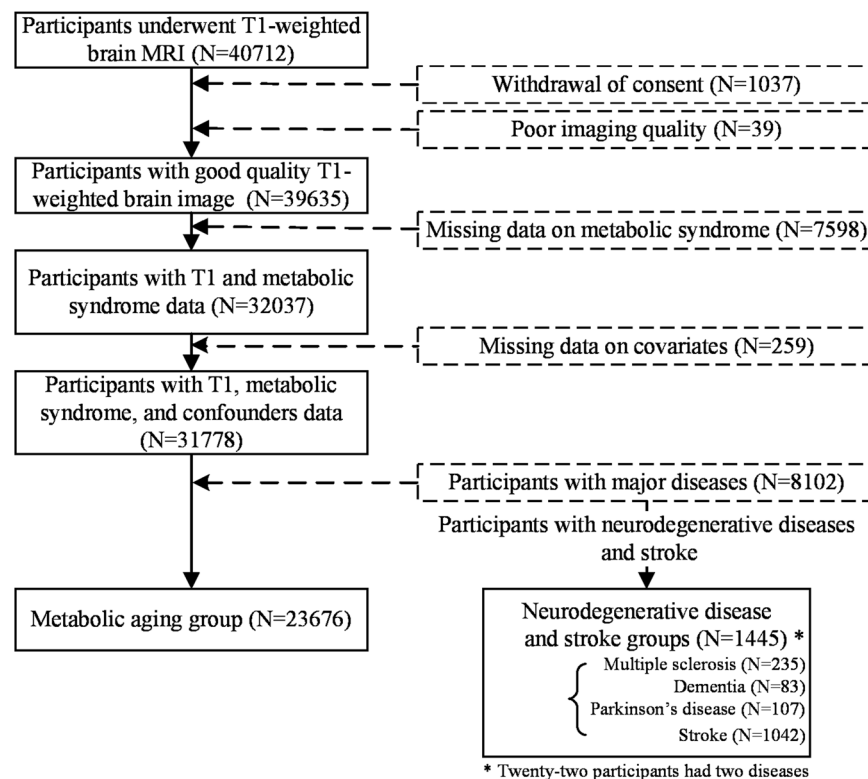 Participants underwent T1-weighted
brain MRI (N=40712)
Withdrawal of consent (N=1037)
Poor imaging quality (N=39)
Participants with good quality T1-
weighted brain image (N=39635)
Missing data on metabolic syndrome (N=7598)
Participants with T1 and metabolic
syndrome data (N=32037)
Missing data on covariates (N=259)
Participants with T1, metabolic
syndrome, and confounders data
(N=31778)
Participants with major diseases (N=8102)
Participants with neurodegenerative diseases
and stroke
Metabolic aging group (N=23676)
Neurodegenerative disease
and stroke groups (N=1445) *
Multiple sclerosis (N=235)
Dementia (N=83)
Parkinson’s disease (N=107)
Stroke (N=1042)
* Twenty-two participants had two diseases